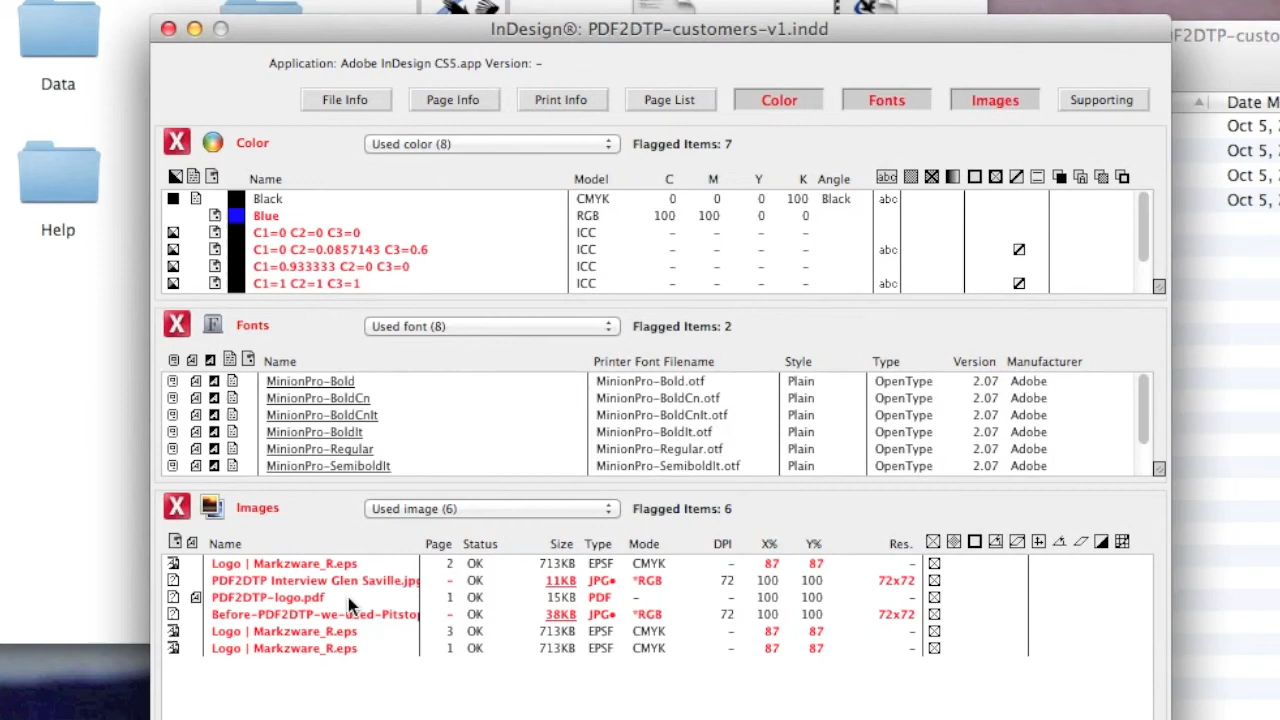 InDesign®: PDF2DTP-customers-v1.indd
F2DTP-custo
Application: Adobe InDesign CS5.app Version: –
Data
File Info Page Info Print Info Page List Color Fonts Images Supporting
Date M
Oct 5,
Oct 5,
Oct 5,
Oct 5,
Color Used color (8) Flagged Items: 7
Name Model C M Y K Angle abc
Black CMYK 0 0 0 100 Black abc
Blue RGB 100 100 0 0
C1=0 C2=0 C3=0 ICC – – – –
C1=0 C2=0.0857143 C3=0.6 ICC – – – – abc
C1=0.933333 C2=0 C3=0 ICC – – – –
C1=1 C2=1 C3=1 ICC – – – – abc
Help
Fonts Used font (8) Flagged Items: 2
Name Printer Font Filename Style Type Version Manufacturer
MinionPro-Bold MinionPro-Bold.otf Plain OpenType 2.07 Adobe
MinionPro-BoldCn MinionPro-BoldCn.otf Plain OpenType 2.07 Adobe
MinionPro-BoldCnIt MinionPro-BoldCnIt.otf Plain OpenType 2.07 Adobe
MinionPro-BoldIt MinionPro-BoldIt.otf Plain OpenType 2.07 Adobe
MinionPro-Regular MinionPro-Regular.otf Plain OpenType 2.07 Adobe
MinionPro-SemiboldIt MinionPro-SemiboldIt.otf Plain OpenType 2.07 Adobe
Images Used image (6) Flagged Items: 6
Name Page Status Size Type Mode DPI X% Y% Res.
Logo | Markzware_R.eps 2 OK 713KB EPSF CMYK – 87 87 –
PDF2DTP Interview Glen Saville.jpg – OK 11KB JPG• *RGB 72 100 100 72x72
PDF2DTP-logo.pdf 1 OK 15KB PDF – – 100 100 –
Before-PDF2DTP-we-used-Pitstop – OK 38KB JPG• *RGB 72 100 100 72x72
Logo | Markzware_R.eps 3 OK 713KB EPSF CMYK – 87 87 –
Logo | Markzware_R.eps 1 OK 713KB EPSF CMYK – 87 87 –